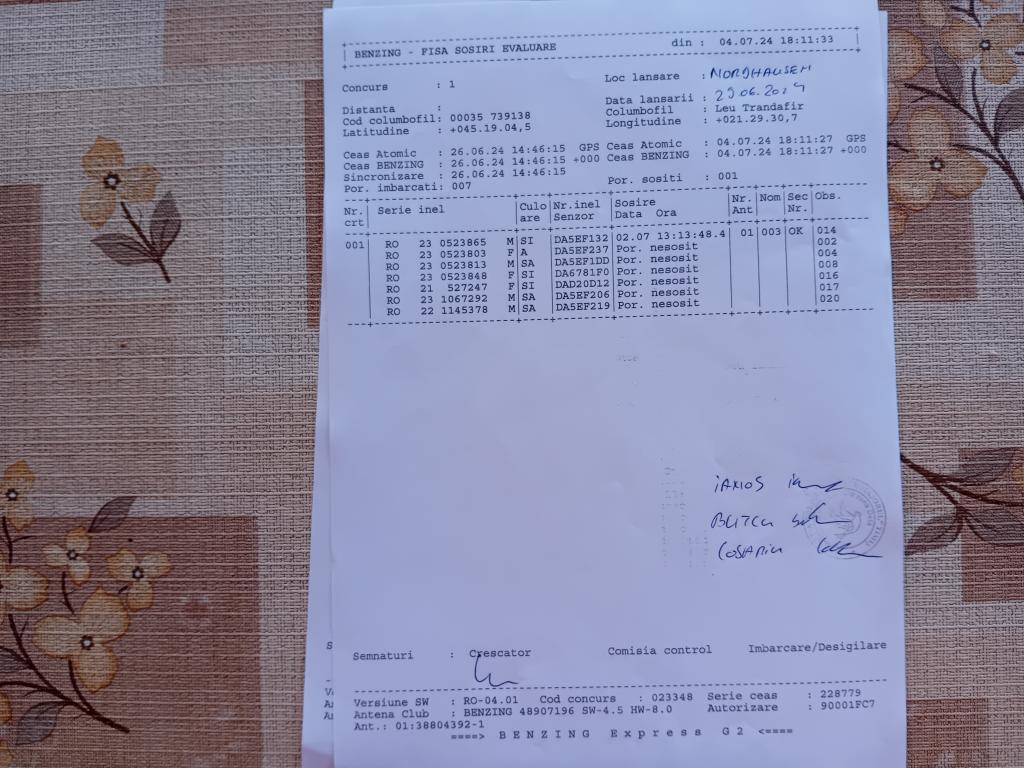 BENZING - FISA SOSIRI EVALUARE din : 04.07.24 18:11:33
Concurs : 1 Loc lansare : NORDHAUSEN
Distanta : Data lansarii : 29.06.2024
Cod columbofil: 00035 739138 Columbofil : Leu Trandafir
Latitudine : +045.19.04,5 Longitudine : +021.29.30,7
Ceas Atomic : 26.06.24 14:46:15 GPS Ceas Atomic : 04.07.24 18:11:27 GPS
Ceas BENZING : 26.06.24 14:46:15 +000 Ceas BENZING : 04.07.24 18:11:27 +000
Sincronizare : 26.06.24 14:46:15
Por. imbarcati: 007 Por. sositi : 001
Nr. | Serie inel |Culo|Nr.inel|Sosire |Nr. |Nom|Sec|Obs.
crt| |are |Senzor |Data Ora |Ant| |Nr.|
001| RO 23 0523865 M|SI |DA5EF132|02.07 13:13:48.4| 01|003|OK |014
RO 23 0523803 F|A |DA5EF237|Por. nesosit 002
RO 23 0523813 M|SA |DA5EF1DD|Por. nesosit 004
RO 23 0523848 F|SI |DA6781F0|Por. nesosit 008
RO 21 527247 F|SI |DAD20D12|Por. nesosit 016
RO 23 1067292 M|SA |DA5EF206|Por. nesosit 017
RO 22 1145378 M|SA |DA5EF219|Por. nesosit 020
Semnaturi : Crescator Comisia control Imbarcare/Desigilare
Versiune SW : RO-04.01 Cod concurs : 023348 Serie ceas : 228779
Antena Club : BENZING 48907196 SW-4.5 HW-8.0 Autorizare : 90001FC7
Ant.: 01:38804392-1
====> B E N Z I N G E x p r e s s G 2 <====